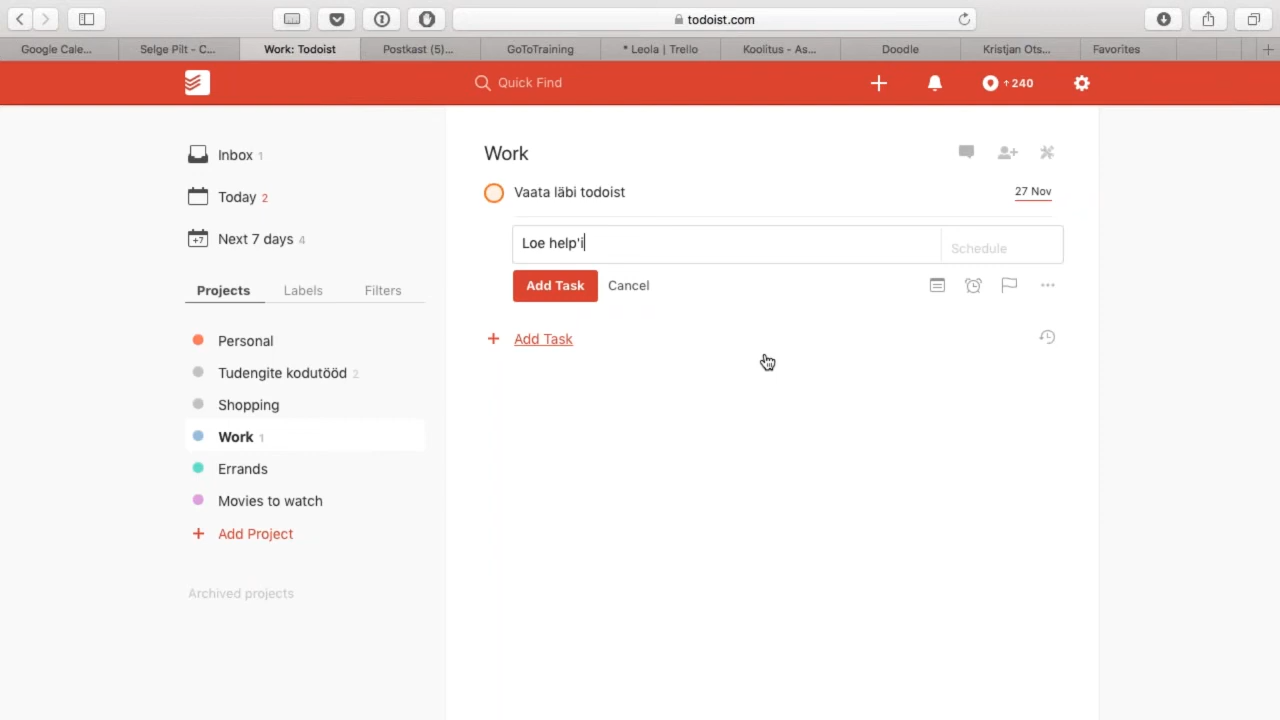 todoist.com
Google Cale...
Selge Pilt - C...
Work: Todoist
Postkast (5)...
GoToTraining
* Leola | Trello
Koolitus - As...
Doodle
Kristjan Ots...
Favorites
Quick Find
↑240
Inbox 1
Today 2
+7
Next 7 days 4
Projects
Labels
Filters
Personal
Tudengite kodutööd 2
Shopping
Work 1
Errands
Movies to watch
+ Add Project
Archived projects
Work
Vaata läbi todoist
27 Nov
Loe help'i
Schedule
Add Task
Cancel
+ Add Task